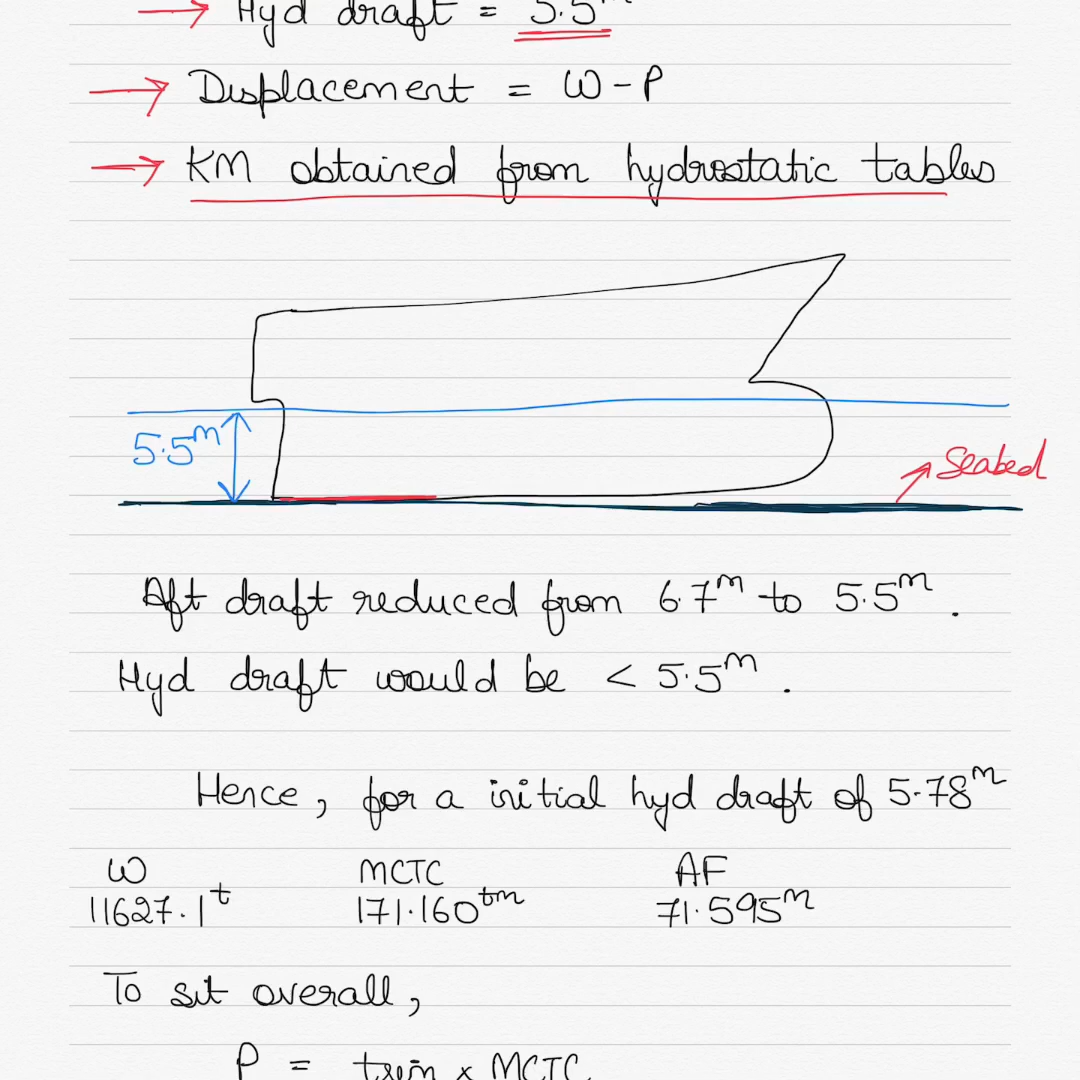 → Hyd draft = 5.5m
→ Displacement = W - P
→ KM obtained from hydrostatic tables
5.5m
Seabed
Aft draft reduced from 6.7m to 5.5m.
Hyd draft would be < 5.5m.
Hence, for a initial hyd draft of 5.78m
W MCTC AF
11627.1t 171.160tm 71.595m
To sit overall,
P = trim x MCTC